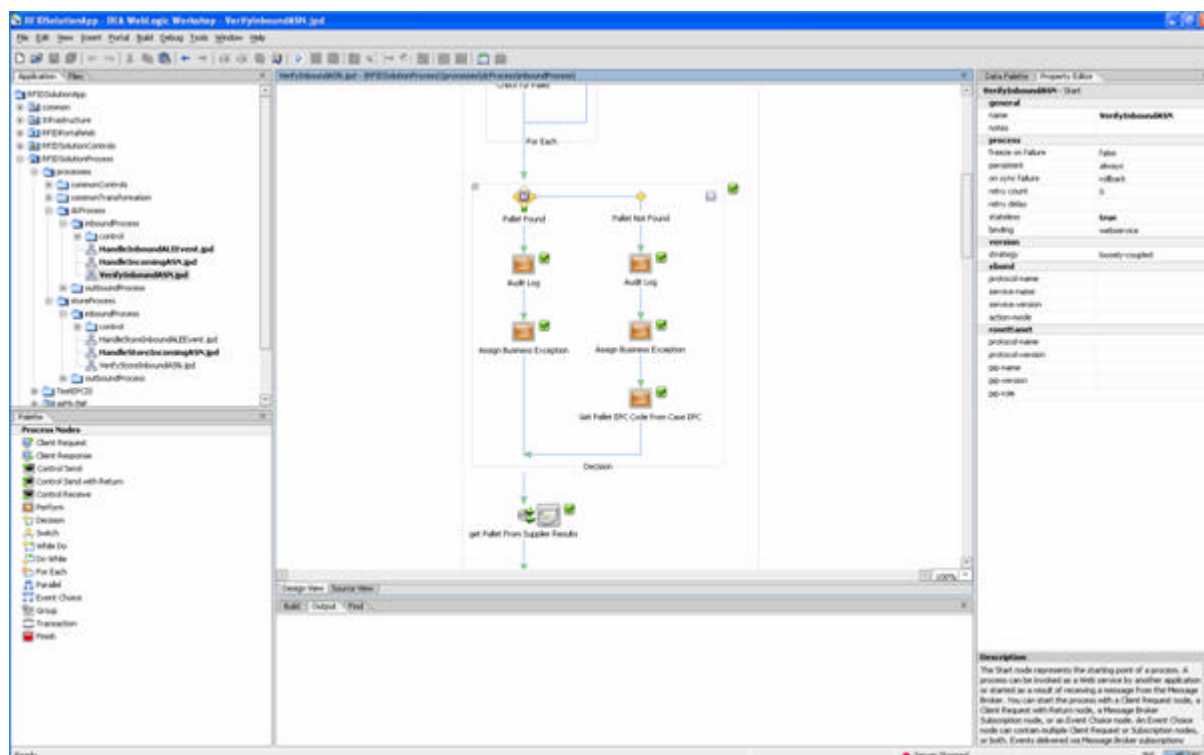 RFIDSolutionApp - BEA WebLogic Workshop - VerifyInboundASN.jpd
File Edit View Insert Portal Build Debug Tools Window Help
Application Files
RFIDSolutionApp
common
Infrastructure
RFIDPortalWeb
RFIDSolutionControls
RFIDSolutionProcess
processes
commonControls
commonTransformation
dcProcess
inboundProcess
control
HandleInboundALEEvent.jpd
HandleIncomingASN.jpd
VerifyInboundASN.jpd
outboundProcess
storeProcess
inboundProcess
control
HandleStoreInboundALEEvent.jpd
HandleStoreIncomingASN.jpd
VerifyStoreInboundASN.jpd
outboundProcess
TestEPCIS
Palette
Process Nodes
Client Request
Client Response
Control Send
Control Send with Return
Control Receive
Perform
Decision
Switch
While Do
Do While
For Each
Parallel
Event Choice
Group
Transaction
Finish
VerifyInboundASN.jpd - {RFIDSolutionProcess}\processes\dcProcess\inboundProcess\
Check for Pallet
For Each
Pallet Found
Pallet Not Found
Audit Log
Audit Log
Assign Business Exception
Assign Business Exception
Get Pallet EPC Code From Case EPC
Decision
get Pallet From Supplier Results
100%
Design View Source View
Build Output Find
Data Palette Property Editor
VerifyInboundASN - Start
general
name VerifyInboundASN
notes
process
freeze on failure false
persistent always
on sync failure rollback
retry count 0
retry delay
stateless true
binding webservice
version
strategy loosely-coupled
ebxml
protocol-name
service-name
service-version
action-mode
rosettanet
protocol-name
protocol-version
pip-name
pip-version
pip-role
Description
The Start node represents the starting point of a process. A
process can be invoked as a Web service by another application
or started as a result of receiving a message from the Message
Broker. You can start the process with a Client Request node, a
Client Request with Return node, a Message Broker
Subscription node, or an Event Choice node. An Event Choice
node can contain multiple Client Request or Subscription nodes,
or both. Events delivered via Message Broker subscriptions
Ready
Server Stopped